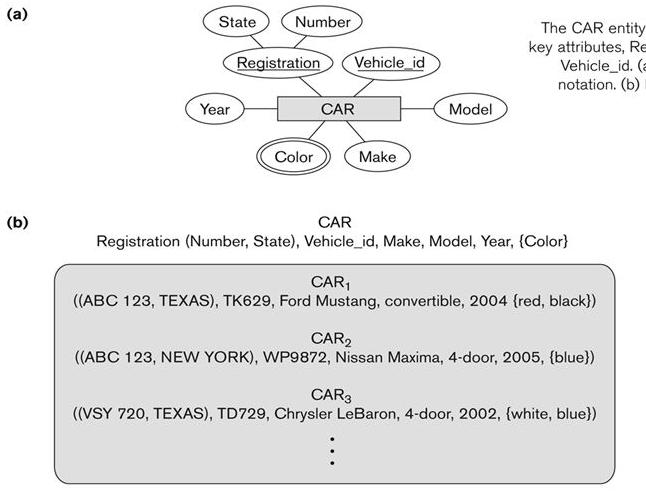 (a)
State
Number
The CAR entity
key attributes, Re
Registration
Vehicle_id
Vehicle_id. (a
notation. (b)
Year
CAR
Model
Color
Make
(b)
CAR
Registration (Number, State), Vehicle_id, Make, Model, Year, {Color}
CAR₁
((ABC 123, TEXAS), TK629, Ford Mustang, convertible, 2004 {red, black})
CAR₂
((ABC 123, NEW YORK), WP9872, Nissan Maxima, 4-door, 2005, {blue})
CAR₃
((VSY 720, TEXAS), TD729, Chrysler LeBaron, 4-door, 2002, {white, blue})